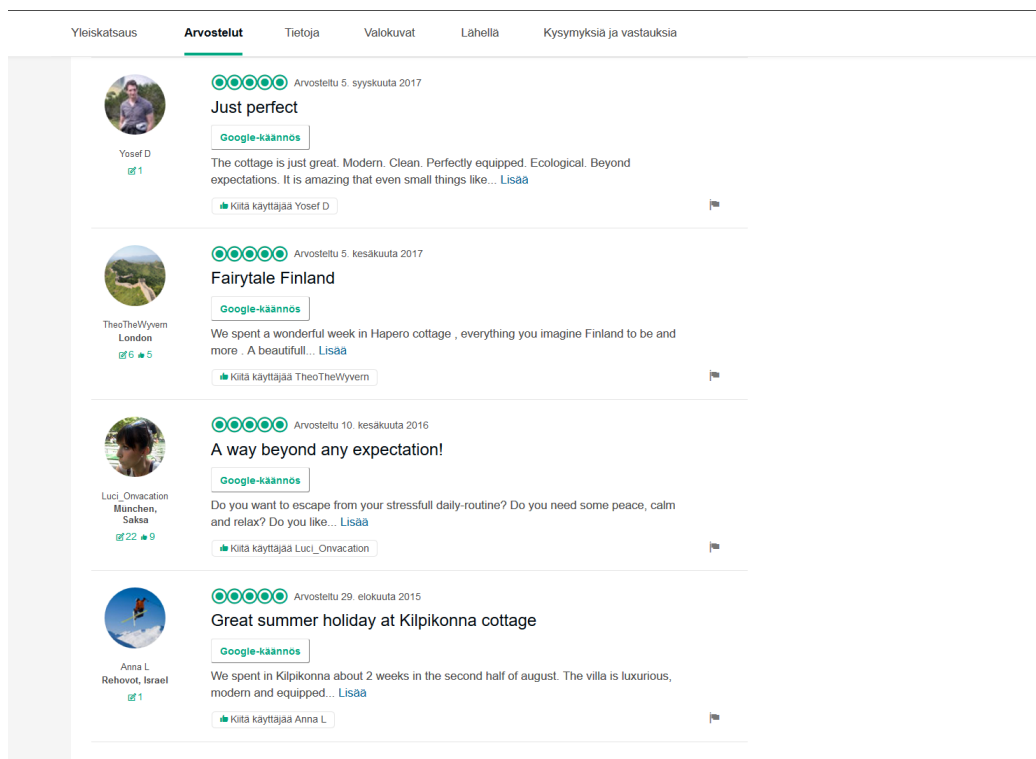 Yleiskatsaus Arvostelut Tietoja Valokuvat Lähellä Kysymyksiä ja vastauksia
Arvosteltu 5. syyskuuta 2017
Just perfect
Google-käännös
Yosef D
1
The cottage is just great. Modern. Clean. Perfectly equipped. Ecological. Beyond
expectations. It is amazing that even small things like... Lisää
Kiitä käyttäjää Yosef D
Arvosteltu 5. kesäkuuta 2017
Fairytale Finland
Google-käännös
TheoTheWyvern
London
6 5
We spent a wonderful week in Hapero cottage , everything you imagine Finland to be and
more . A beautifull... Lisää
Kiitä käyttäjää TheoTheWyvern
Arvosteltu 10. kesäkuuta 2016
A way beyond any expectation!
Google-käännös
Luci_Onvacation
München,
Saksa
22 9
Do you want to escape from your stressfull daily-routine? Do you need some peace, calm
and relax? Do you like... Lisää
Kiitä käyttäjää Luci_Onvacation
Arvosteltu 29. elokuuta 2015
Great summer holiday at Kilpikonna cottage
Google-käännös
Anna L
Rehovot, Israel
1
We spent in Kilpikonna about 2 weeks in the second half of august. The villa is luxurious,
modern and equipped... Lisää
Kiitä käyttäjää Anna L